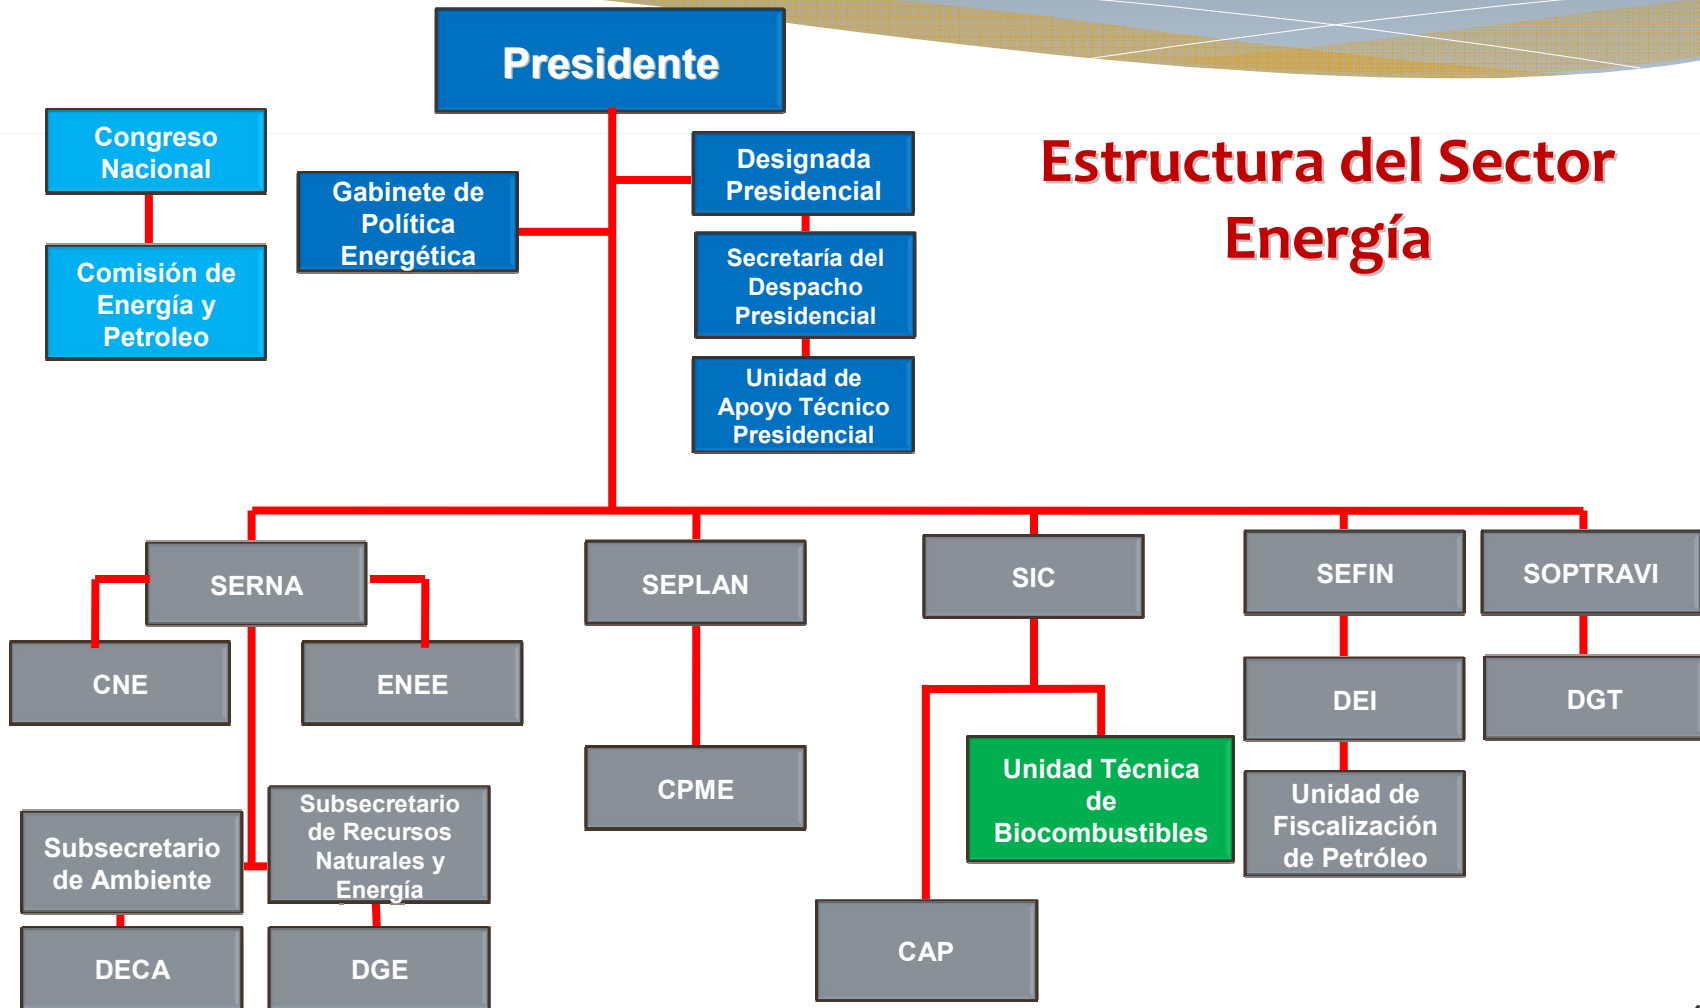 Presidente
Congreso
Nacional
Comisión de
Energía y
Petroleo
Gabinete de
Política
Energética
Designada
Presidencial
Secretaría del
Despacho
Presidencial
Unidad de
Apoyo Técnico
Presidencial
Estructura del Sector
Energía
SERNA
SEPLAN
SIC
SEFIN
SOPTRAVI
CNE
ENEE
DEI
DGT
CPME
Unidad Técnica
de
Biocombustibles
Unidad de
Fiscalización
de Petróleo
Subsecretario
de Ambiente
Subsecretario
de Recursos
Naturales y
Energía
DECA
DGE
CAP